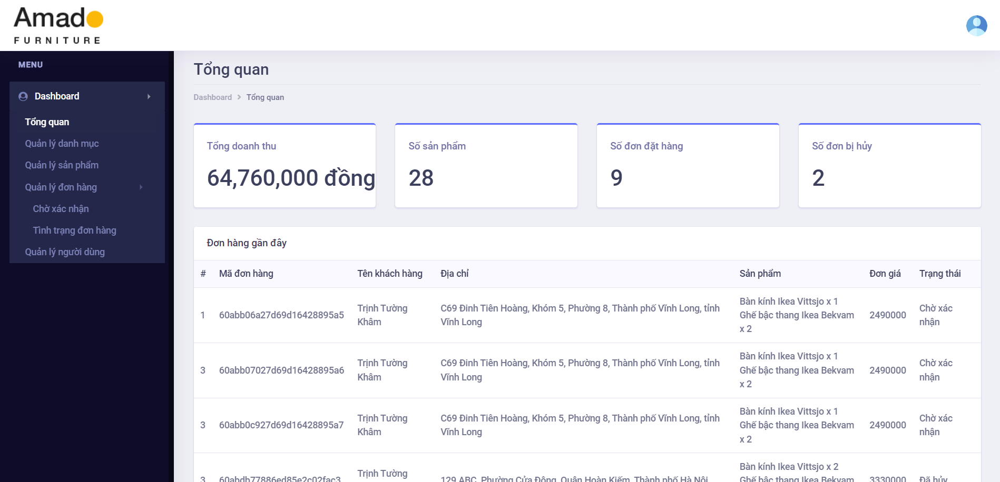 Amado
FURNITURE
MENU
Dashboard
Tổng quan
Quản lý danh mục
Quản lý sản phẩm
Quản lý đơn hàng
Chờ xác nhận
Tình trạng đơn hàng
Quản lý người dùng
Tổng quan
Dashboard > Tổng quan
Tổng doanh thu
64,760,000 đồng
Số sản phẩm
28
Số đơn đặt hàng
9
Số đơn bị hủy
2
Đơn hàng gần đây
# Mã đơn hàng Tên khách hàng Địa chỉ Sản phẩm Đơn giá Trạng thái
1
60abb06a27d69d16428895a5
Trịnh Tường
Khâm
C69 Đinh Tiên Hoàng, Khóm 5, Phường 8, Thành phố Vĩnh Long, tỉnh
Vĩnh Long
Bàn kính Ikea Vittsjo x 1
Ghế bậc thang Ikea Bekvam
x 2
2490000
Chờ xác
nhận
3
60abb07027d69d16428895a6
Trịnh Tường
Khâm
C69 Đinh Tiên Hoàng, Khóm 5, Phường 8, Thành phố Vĩnh Long, tỉnh
Vĩnh Long
Bàn kính Ikea Vittsjo x 1
Ghế bậc thang Ikea Bekvam
x 2
2490000
Chờ xác
nhận
3
60abb0c927d69d16428895a7
Trịnh Tường
Khâm
C69 Đinh Tiên Hoàng, Khóm 5, Phường 8, Thành phố Vĩnh Long, tỉnh
Vĩnh Long
Bàn kính Ikea Vittsjo x 1
Ghế bậc thang Ikea Bekvam
x 2
2490000
Chờ xác
nhận
3
60abdb77886ed85e2c02fac3
Trịnh Tường
129 ABC, Phường Cửa Đông, Quận Hoàn Kiếm, Thành phố Hà Nội
Bàn kính Ikea Vittsjo x 2
Ghế bậc thang Ikea Bekvam
3330000
Đã hủy